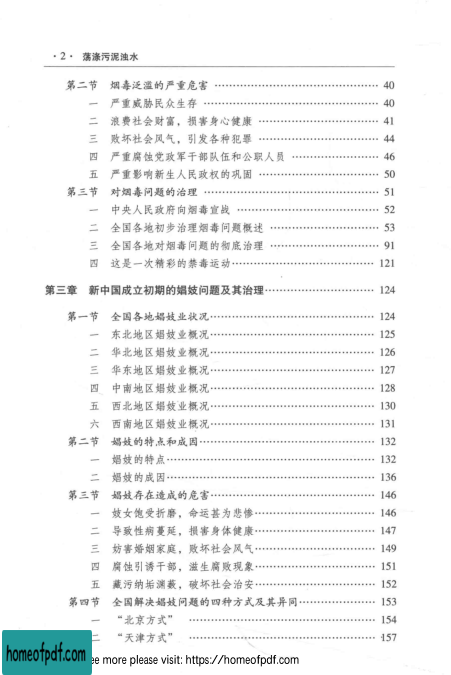 · 2 · 荡涤污泥浊水
第二节 烟毒泛滥的严重危害 …… 40
一 严重威胁民众生存 …… 40
二 浪费社会财富，损害身心健康 …… 41
三 败坏社会风气，引发各种犯罪 …… 44
四 严重腐蚀党政军干部队伍和公职人员 …… 46
五 严重影响新生人民政权的巩固 …… 50
第三节 对烟毒问题的治理 …… 51
一 中央人民政府向烟毒宣战 …… 52
二 全国各地初步治理烟毒问题概述 …… 53
三 全国各地对烟毒问题的彻底治理 …… 91
四 这是一次精彩的禁毒运动 …… 121
第三章 新中国成立初期的娼妓问题及其治理 …… 124
第一节 全国各地娼妓业状况 …… 124
一 东北地区娼妓业概况 …… 125
二 华北地区娼妓业概况 …… 126
三 华东地区娼妓业概况 …… 127
四 中南地区娼妓业概况 …… 128
五 西北地区娼妓业概况 …… 130
六 西南地区娼妓业概况 …… 131
第二节 娼妓的特点和成因 …… 132
一 娼妓的特点 …… 132
二 娼妓的成因 …… 136
第三节 娼妓存在造成的危害 …… 146
一 妓女饱受折磨，命运甚为悲惨 …… 146
二 导致性病蔓延，损害身体健康 …… 147
三 妨害婚姻家庭，败坏社会风气 …… 149
四 腐蚀引诱干部，滋生腐败现象 …… 151
五 藏污纳垢渊薮，破坏社会治安 …… 152
第四节 全国解决娼妓问题的四种方式及其异同 …… 153
一 “北京方式” …… 154
二 “天津方式” …… 157
homeofpdf.com
ee more please visit: https://homeofpdf.com